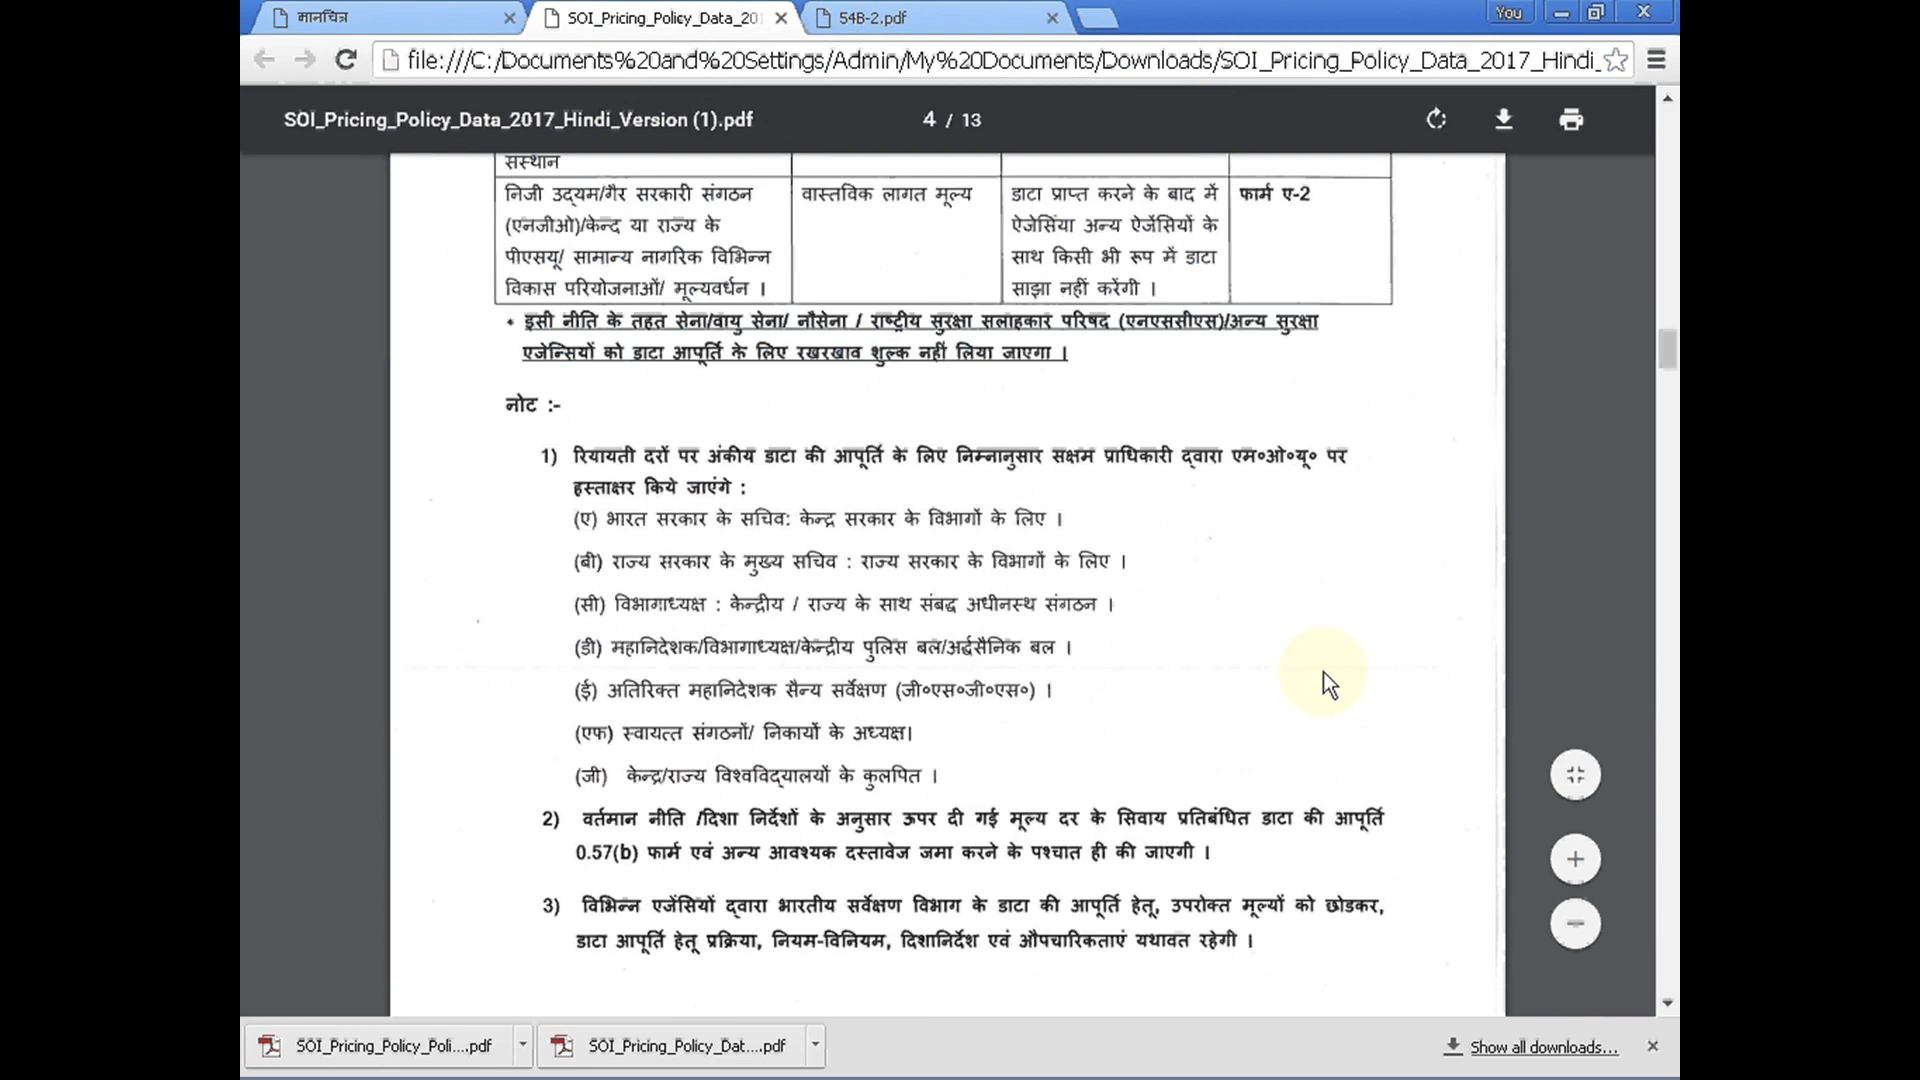 मानचित्र
SOI_Pricing_Policy_Data_20
54B-2.pdf
You
file:///C:/Documents%20and%20Settings/Admin/My%20Documents/Downloads/SOI_Pricing_Policy_Data_2017_Hindi_
SOI_Pricing_Policy_Data_2017_Hindi_Version (1).pdf
4 / 13
संस्थान
निजी उद्यम/गैर सरकारी संगठन
(एनजीओ)/केन्द या राज्य के
पीएसयू/ सामान्य नागरिक विभिन्न
विकास परियोजनाओं/ मूल्यवर्धन ।
वास्तविक लागत मूल्य
डाटा प्राप्त करने के बाद में
ऐजेसिंया अन्य ऐजेंसियों के
साथ किसी भी रूप में डाटा
साझा नहीं करेंगी ।
फार्म ए-2
* इसी नीति के तहत सेना/वायु सेना/ नौसेना / राष्ट्रीय सुरक्षा सलाहकार परिषद (एनएससीएस)/अन्य सुरक्षा
एजेन्सियों को डाटा आपूर्ति के लिए रखरखाव शुल्क नहीं लिया जाएगा ।
नोट :-
1) रियायती दरों पर अंकीय डाटा की आपूर्ति के लिए निम्नानुसार सक्षम प्राधिकारी द्वारा एम०ओ०यू० पर
हस्ताक्षर किये जाएंगे :
(ए) भारत सरकार के सचिव: केन्द्र सरकार के विभागों के लिए ।
(बी) राज्य सरकार के मुख्य सचिव : राज्य सरकार के विभागों के लिए ।
(सी) विभागाध्यक्ष : केन्द्रीय / राज्य के साथ संबद्ध अधीनस्थ संगठन ।
(डी) महानिदेशक/विभागाध्यक्ष/केन्द्रीय पुलिस बल/अर्द्धसैनिक बल ।
(ई) अतिरिक्त महानिदेशक सैन्य सर्वेक्षण (जी०एस०जी०एस०) ।
(एफ) स्वायत्त संगठनों/ निकायों के अध्यक्ष।
(जी) केन्द्र/राज्य विश्वविद्यालयों के कुलपित ।
2) वर्तमान नीति /दिशा निर्देशों के अनुसार ऊपर दी गई मूल्य दर के सिवाय प्रतिबंधित डाटा की आपूर्ति
0.57(b) फार्म एवं अन्य आवश्यक दस्तावेज जमा करने के पश्चात ही की जाएगी ।
3) विभिन्न एजेंसियों द्वारा भारतीय सर्वेक्षण विभाग के डाटा की आपूर्ति हेतु, उपरोक्त मूल्यों को छोडकर,
डाटा आपूर्ति हेतू प्रक्रिया, नियम-विनियम, दिशानिर्देश एवं औपचारिकताएं यथावत रहेगी ।
SOI_Pricing_Policy_Poli....pdf
SOI_Pricing_Policy_Dat....pdf
Show all downloads...